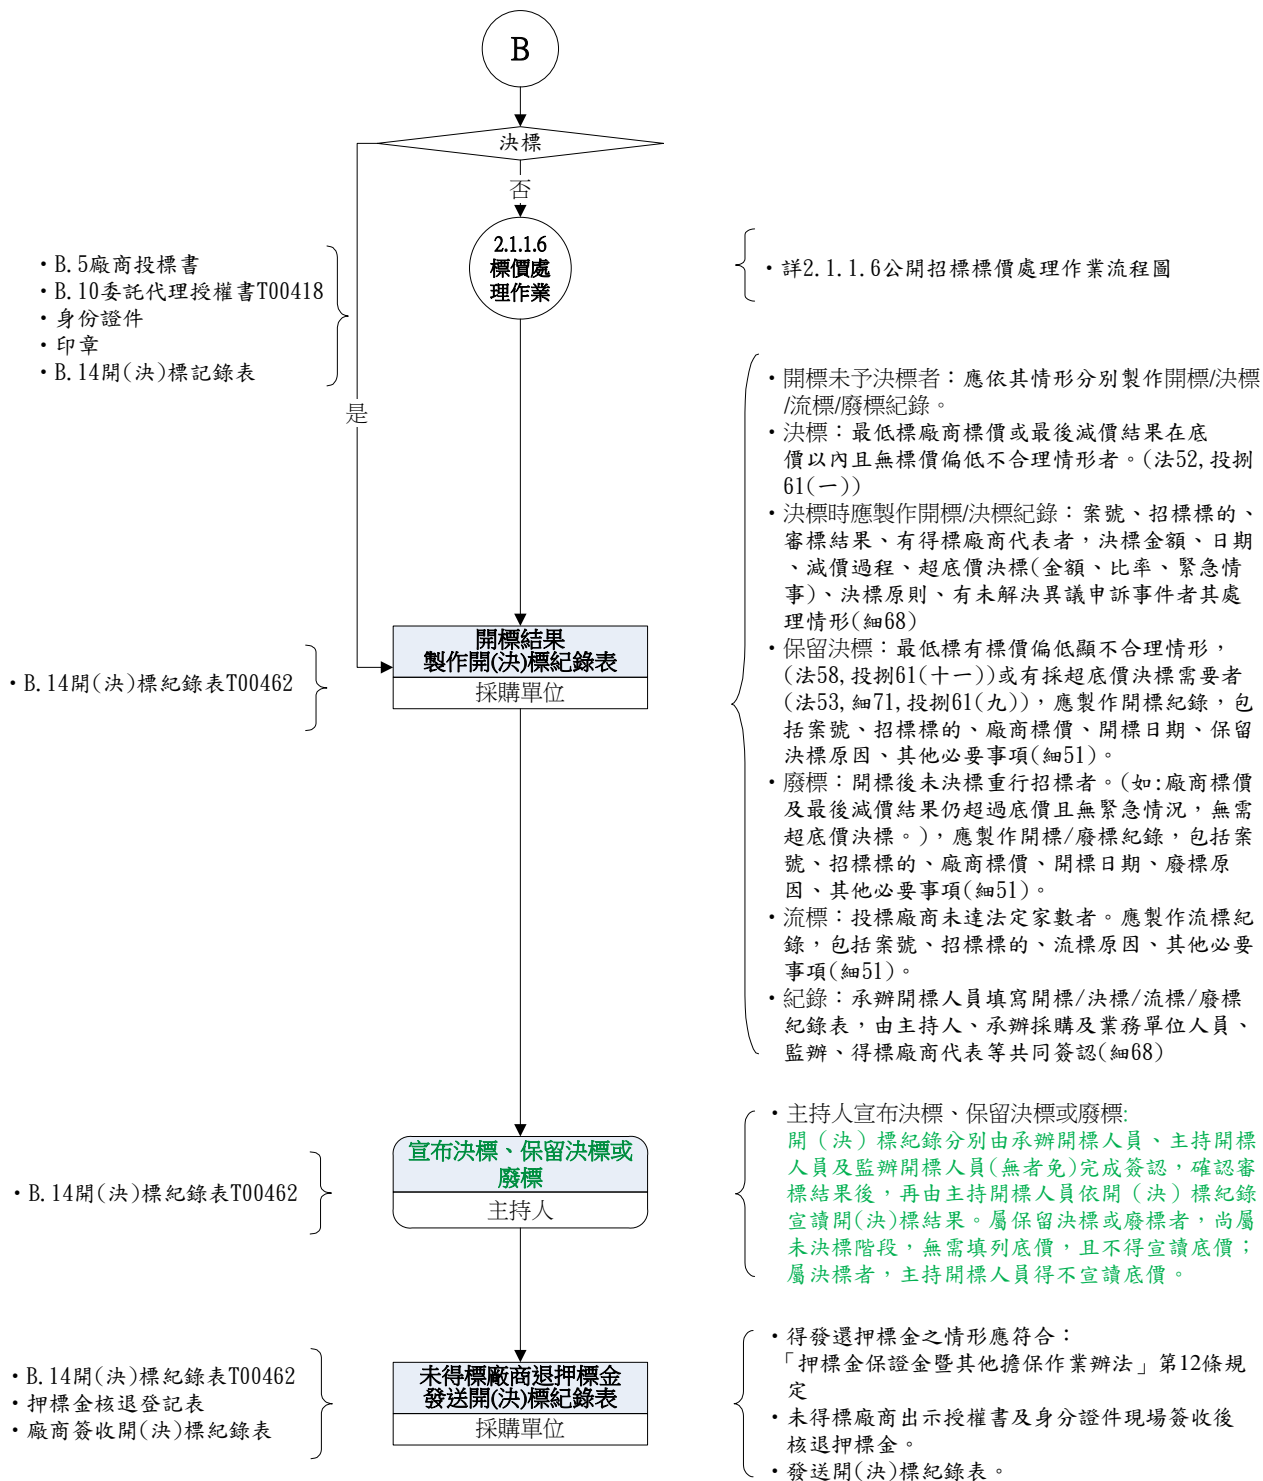 B
決標
否
2.1.1.6
標價處
理作業
・B.5廠商投標書
・B.10委託代理授權書T00418
・身份證件
・印章
・B.14開(決)標記錄表
・詳2.1.1.6公開招標標價處理作業流程圖
是
・開標未予決標者：應依其情形分別製作開標/決標
/流標/廢標紀錄。
・決標：最低標廠商標價或最後減價結果在底
價以內且無標價偏低不合理情形者。(法52,投捌
61(一))
・決標時應製作開標/決標紀錄：案號、招標標的、
審標結果、有得標廠商代表者，決標金額、日期
、減價過程、超底價決標(金額、比率、緊急情
事)、決標原則、有未解決異議申訴事件者其處
理情形(細68)
・保留決標：最低標有標價偏低顯不合理情形，
(法58,投捌61(十一))或有採超底價決標需要者
(法53,細71,投捌61(九))，應製作開標紀錄，包
括案號、招標標的、廠商標價、開標日期、保留
決標原因、其他必要事項(細51)。
・廢標：開標後未決標重行招標者。(如:廠商標價
及最後減價結果仍超過底價且無緊急情況，無需
超底價決標。)，應製作開標/廢標紀錄，包括案
號、招標標的、廠商標價、開標日期、廢標原
因、其他必要事項(細51)。
・流標：投標廠商未達法定家數者。應製作流標紀
錄，包括案號、招標標的、流標原因、其他必要
事項(細51)。
・紀錄：承辦開標人員填寫開標/決標/流標/廢標
紀錄表，由主持人、承辦採購及業務單位人員、
監辦、得標廠商代表等共同簽認(細68)
開標結果
製作開(決)標紀錄表
採購單位
・B.14開(決)標紀錄表T00462
宣布決標、保留決標或
廢標
主持人
・B.14開(決)標紀錄表T00462
・主持人宣布決標、保留決標或廢標:
開（決）標紀錄分別由承辦開標人員、主持開標
人員及監辦開標人員(無者免)完成簽認，確認審
標結果後，再由主持開標人員依開（決）標紀錄
宣讀開(決)標結果。屬保留決標或廢標者，尚屬
未決標階段，無需填列底價，且不得宣讀底價；
屬決標者，主持開標人員得不宣讀底價。
未得標廠商退押標金
發送開(決)標紀錄表
採購單位
・B.14開(決)標紀錄表T00462
・押標金核退登記表
・廠商簽收開(決)標紀錄表
・得發還押標金之情形應符合：
「押標金保證金暨其他擔保作業辦法」第12條規
定
・未得標廠商出示授權書及身分證件現場簽收後
核退押標金。
・發送開(決)標紀錄表。